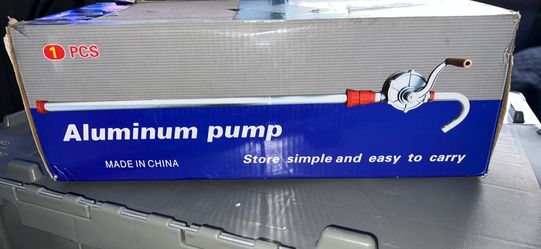 1 PCS
Aluminum pump
MADE IN CHINA
Store simple and easy to carry